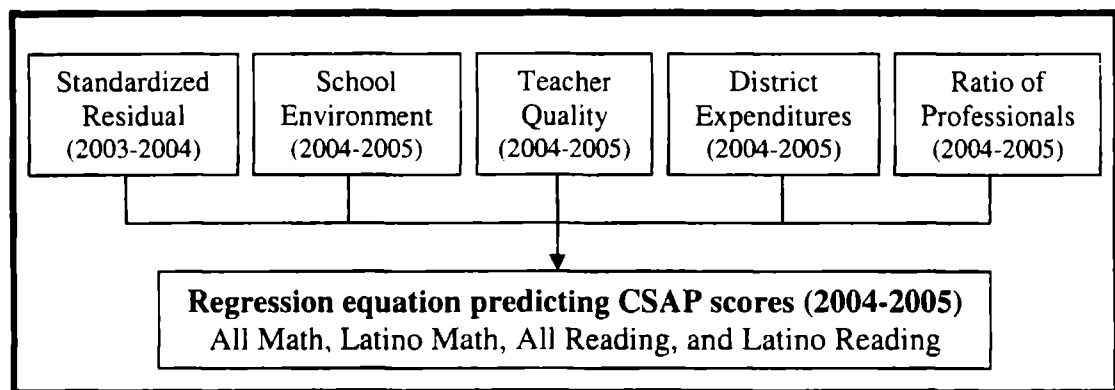 Standardized
Residual
(2003-2004)
School
Environment
(2004-2005)
Teacher
Quality
(2004-2005)
District
Expenditures
(2004-2005)
Ratio of
Professionals
(2004-2005)
Regression equation predicting CSAP scores (2004-2005)
All Math, Latino Math, All Reading, and Latino Reading